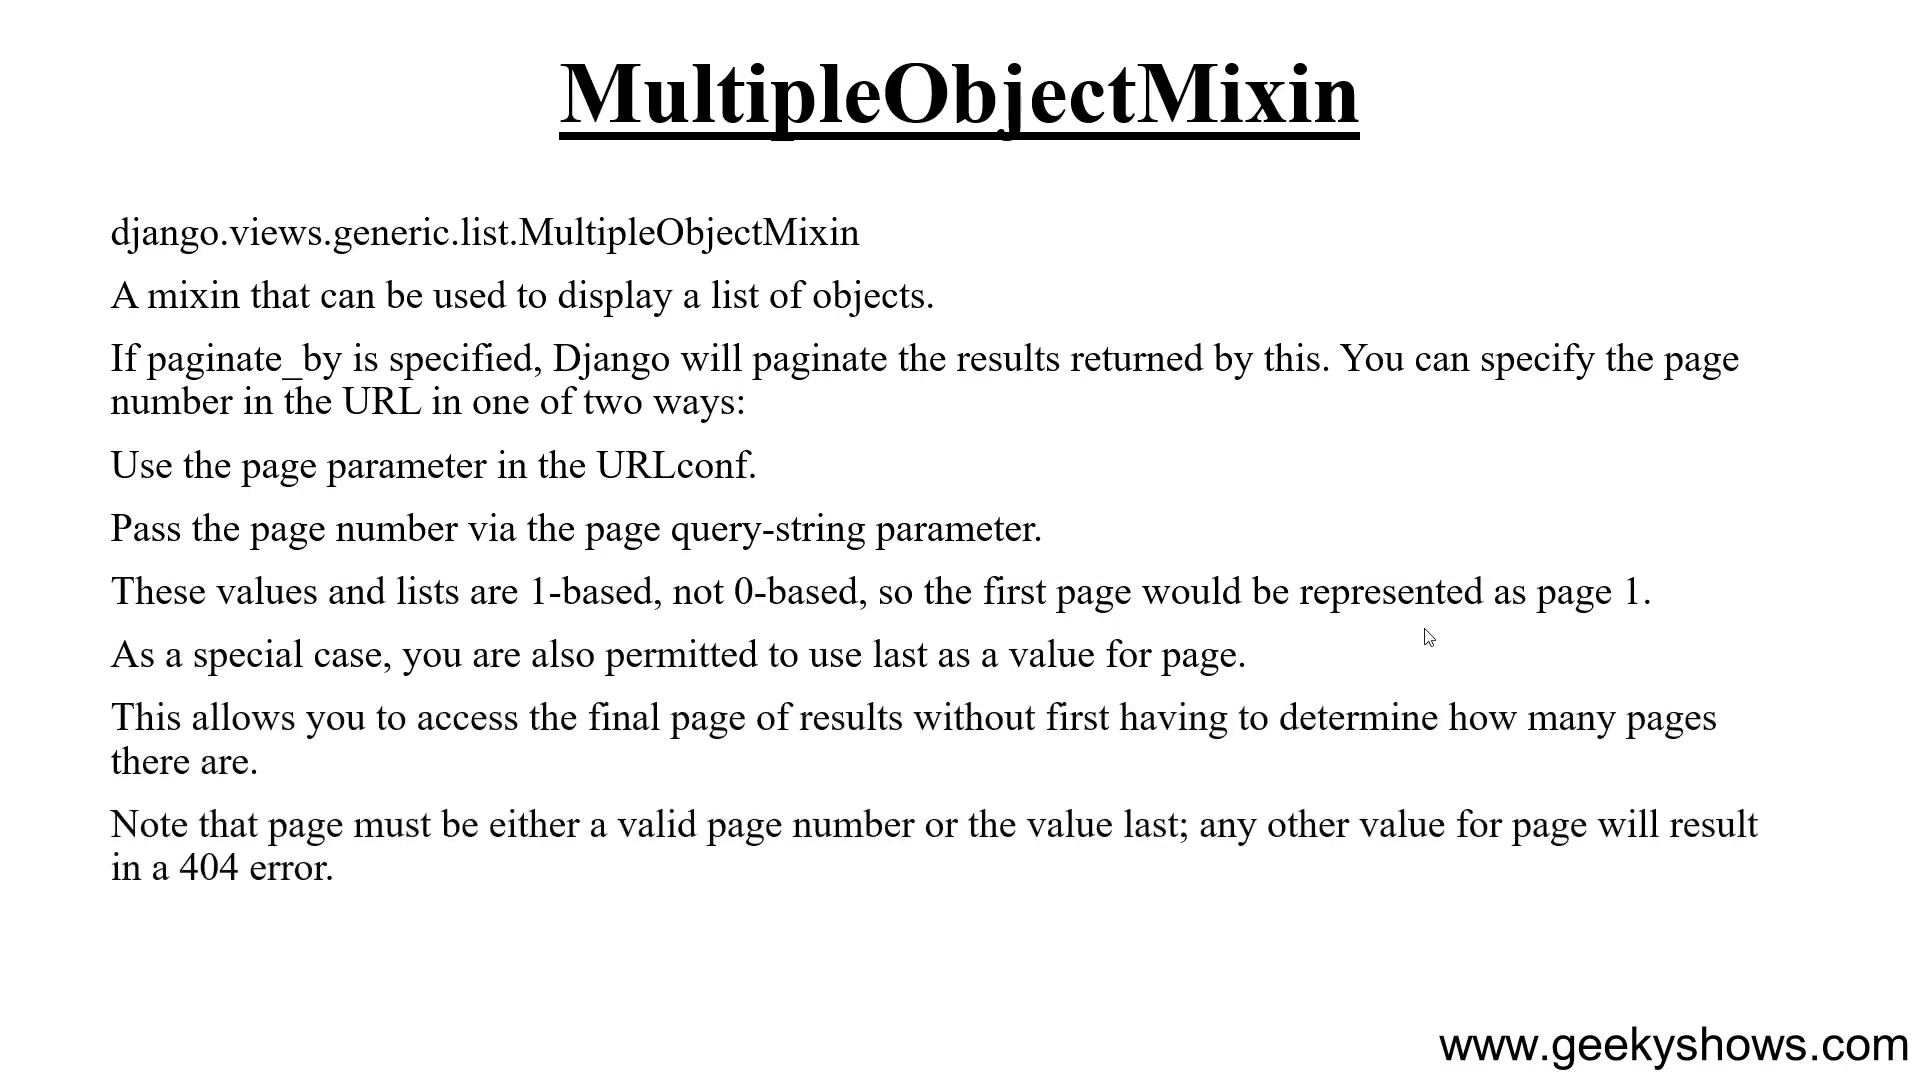 MultipleObjectMixin
django.views.generic.list.MultipleObjectMixin
A mixin that can be used to display a list of objects.
If paginate_by is specified, Django will paginate the results returned by this. You can specify the page
number in the URL in one of two ways:
Use the page parameter in the URLconf.
Pass the page number via the page query-string parameter.
These values and lists are 1-based, not 0-based, so the first page would be represented as page 1.
As a special case, you are also permitted to use last as a value for page.
This allows you to access the final page of results without first having to determine how many pages
there are.
Note that page must be either a valid page number or the value last; any other value for page will result
in a 404 error.
www.geekyshows.com